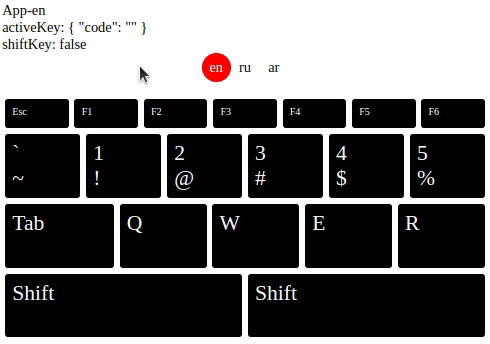 App-en
activeKey: { "code": "" }
shiftKey: false
en ru ar
Esc F1 F2 F3 F4 F5 F6
` 1 2 3 4 5
~ ! @ # $ %
Tab Q W E R
Shift Shift